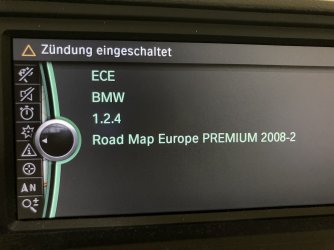 Zündung eingeschaltet
ECE
BMW
1.2.4
Road Map Europe PREMIUM 2008-2